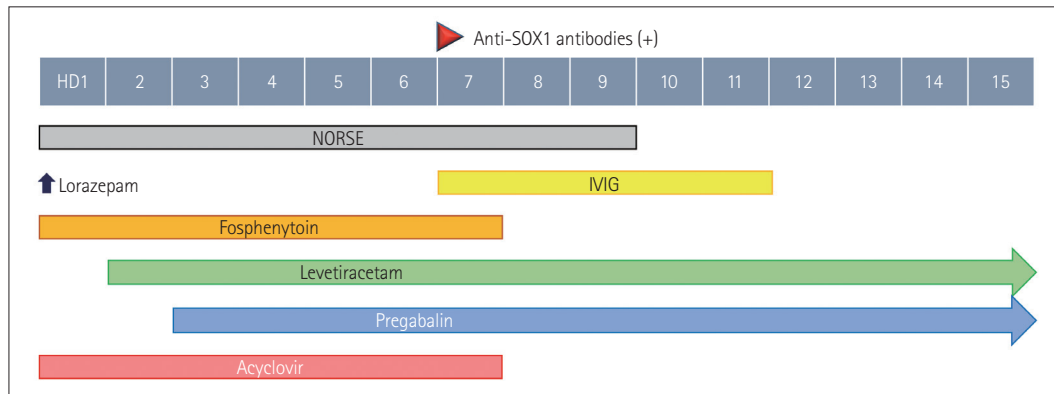 Anti-SOX1 antibodies (+)
HD1 2 3 4 5 6 7 8 9 10 11 12 13 14 15
NORSE
Lorazepam
IVIG
Fosphenytoin
Levetiracetam
Pregabalin
Acyclovir